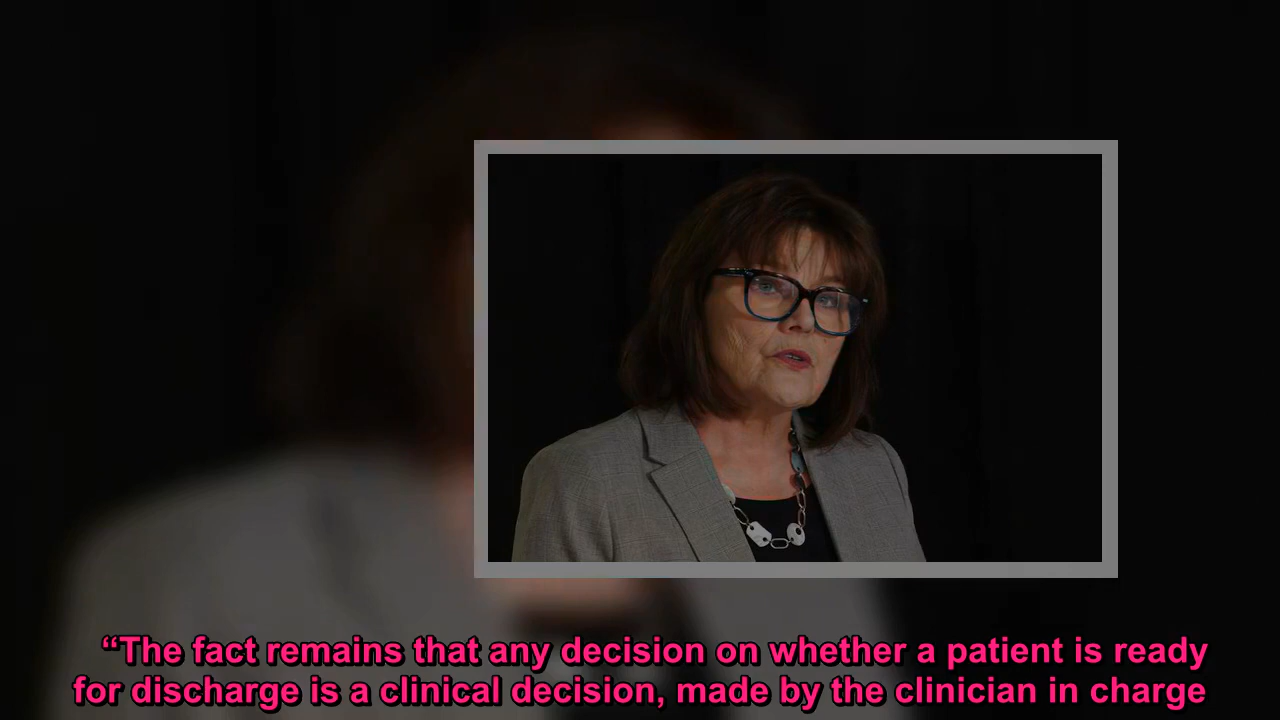 “The fact remains that any decision on whether a patient is ready
for discharge is a clinical decision, made by the clinician in charge